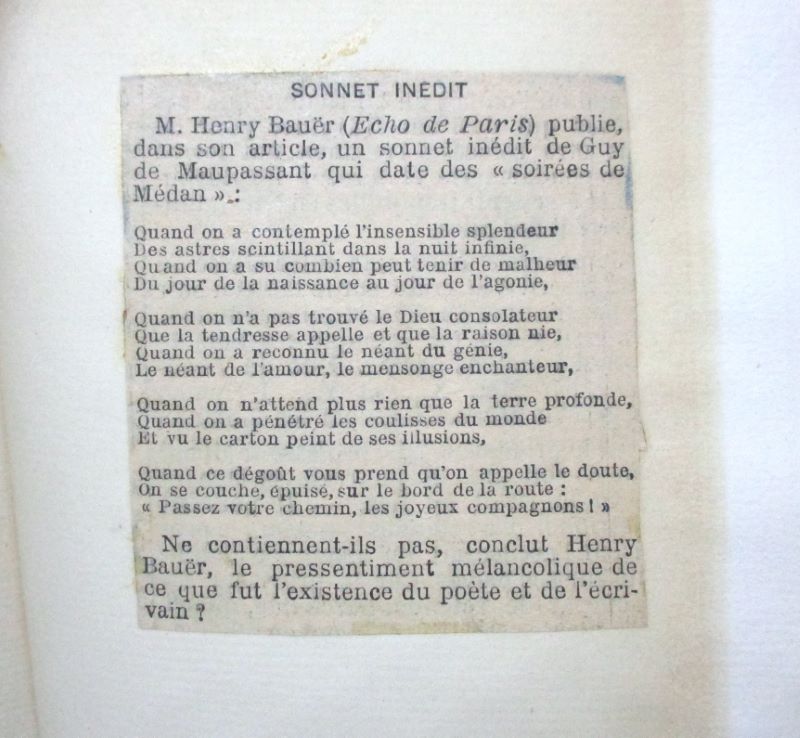 SONNET INÉDIT
M. Henry Bauër (Echo de Paris) publie,
dans son article, un sonnet inédit de Guy
de Maupassant qui date des « soirées de
Médan » :
Quand on a contemplé l'insensible splendeur
Des astres scintillant dans la nuit infinie,
Quand on a su combien peut tenir de malheur
Du jour de la naissance au jour de l'agonie,
Quand on n'a pas trouvé le Dieu consolateur
Que la tendresse appelle et que la raison nie,
Quand on a reconnu le néant du génie,
Le néant de l'amour, le mensonge enchanteur,
Quand on n'attend plus rien que la terre profonde,
Quand on a pénétré les coulisses du monde
Et vu le carton peint de ses illusions,
Quand ce dégoût vous prend qu'on appelle le doute,
On se couche, épuisé, sur le bord de la route :
« Passez votre chemin, les joyeux compagnons ! »
Ne contiennent-ils pas, conclut Henry
Bauër, le pressentiment mélancolique de
ce que fut l'existence du poète et de l'écri-
vain ?